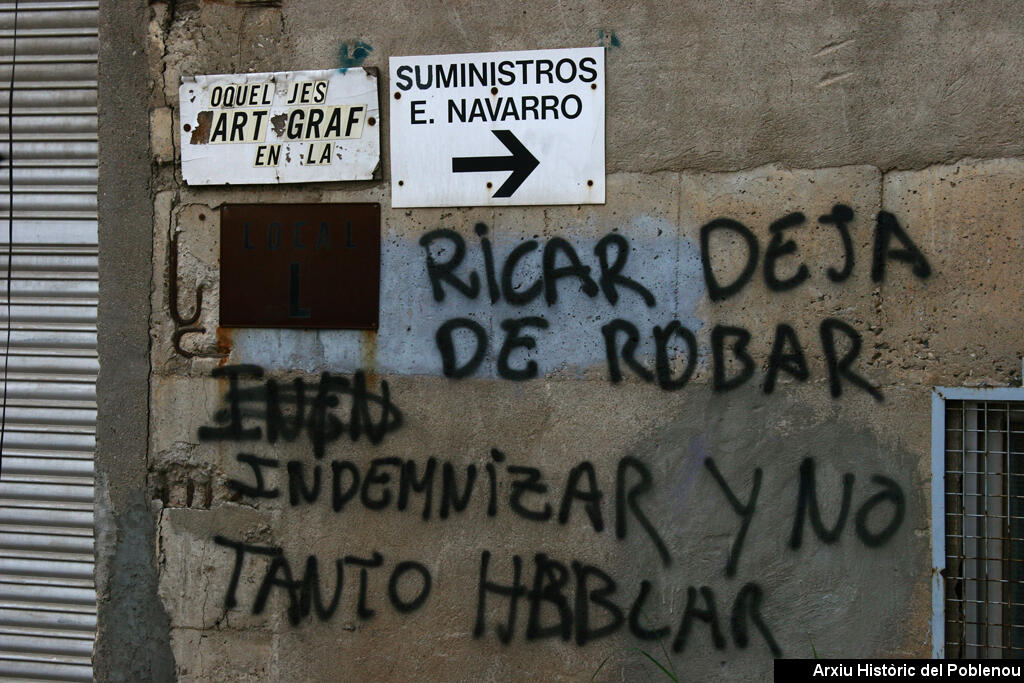 OQUEL JES
ART GRAF
EN LA
SUMINISTROS
E. NAVARRO
LOCAL
L
RICAR DEJA
DE ROBAR
INDEMNIZAR Y NO
TANTO HABLAR
Arxiu Històric del Poblenou